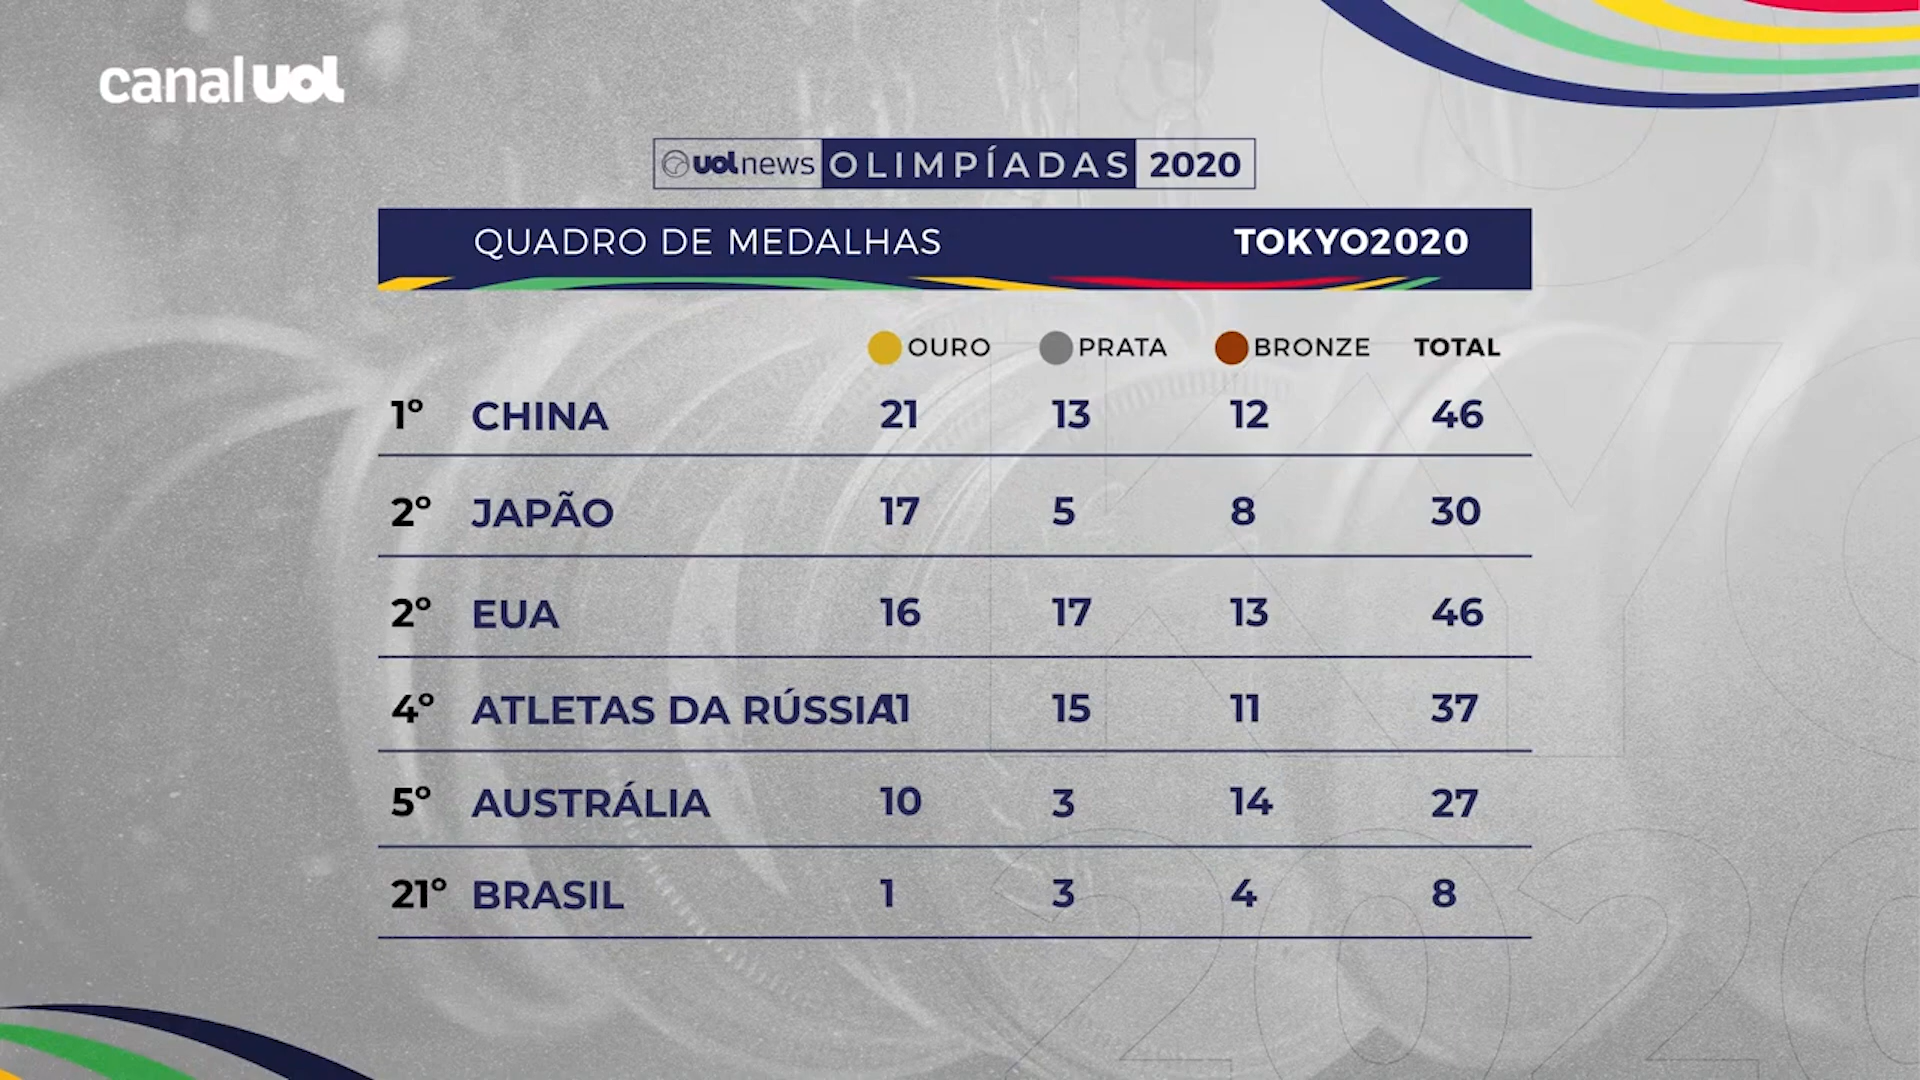 canal uol
uol news OLIMPÍADAS 2020
QUADRO DE MEDALHAS TOKYO2020
OURO PRATA BRONZE TOTAL
1º CHINA 21 13 12 46
2º JAPÃO 17 5 8 30
2º EUA 16 17 13 46
4º ATLETAS DA RÚSSIA 11 15 11 37
5º AUSTRÁLIA 10 3 14 27
21º BRASIL 1 3 4 8